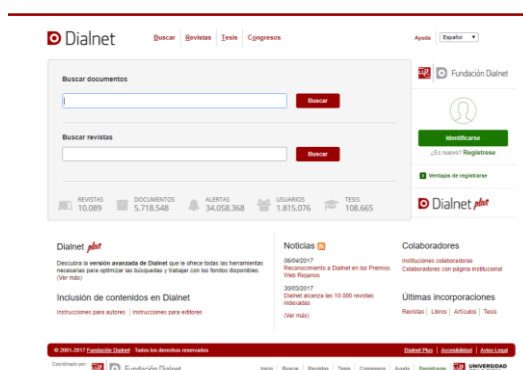 Dialnet
Buscar Revistas Tesis Congresos
Ayuda Español
Buscar documentos
Buscar
Buscar revistas
Buscar
REVISTAS
10.089
DOCUMENTOS
5.718.548
ALERTAS
34.058.368
USUARIOS
1.815.076
TESIS
108.665
Fundación Dialnet
Identificarse
¿Es nuevo? Regístrese
Ventajas de registrarse
Dialnet plus
Dialnet plus
Descubra la versión avanzada de Dialnet que le ofrece todas las herramientas
necesarias para optimizar las búsquedas y trabajar con los fondos disponibles.
(Ver más)
Inclusión de contenidos en Dialnet
Instrucciones para autores | Instrucciones para editores
Noticias
06/04/2017
Reconocimiento a Dialnet en los Premios
Web Riojanos
30/03/2017
Dialnet alcanza las 10.000 revistas
indexadas
(Ver más)
Colaboradores
Instituciones colaboradoras
Colaboradores con página institucional
Últimas incorporaciones
Revistas | Libros | Artículos | Tesis
© 2001-2017 Fundación Dialnet · Todos los derechos reservados
Dialnet Plus | Accesibilidad | Aviso Legal
Coordinado por:
Fundación Dialnet
Inicio | Buscar | Revistas | Tesis | Congresos | Ayuda | Regístrese
UNIVERSIDAD